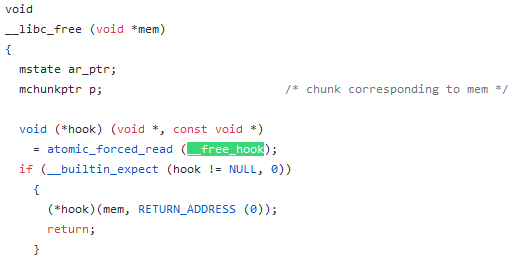 void
__libc_free (void *mem)
{
  mstate ar_ptr;
  mchunkptr p;                          /* chunk corresponding to mem */
  void (*hook) (void *, const void *)
    = atomic_forced_read (__free_hook);
  if (__builtin_expect (hook != NULL, 0))
    {
      (*hook)(mem, RETURN_ADDRESS (0));
      return;
    }